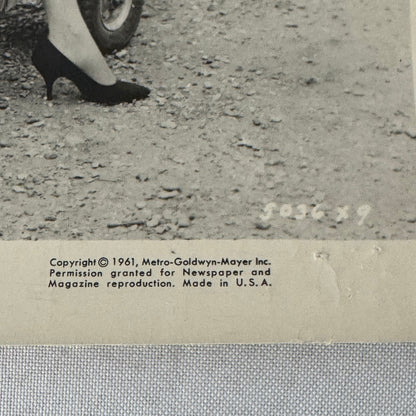 5036 x 9
Copyright © 1961, Metro-Goldwyn-Mayer Inc.
Permission granted for Newspaper and
Magazine reproduction. Made in U.S.A.